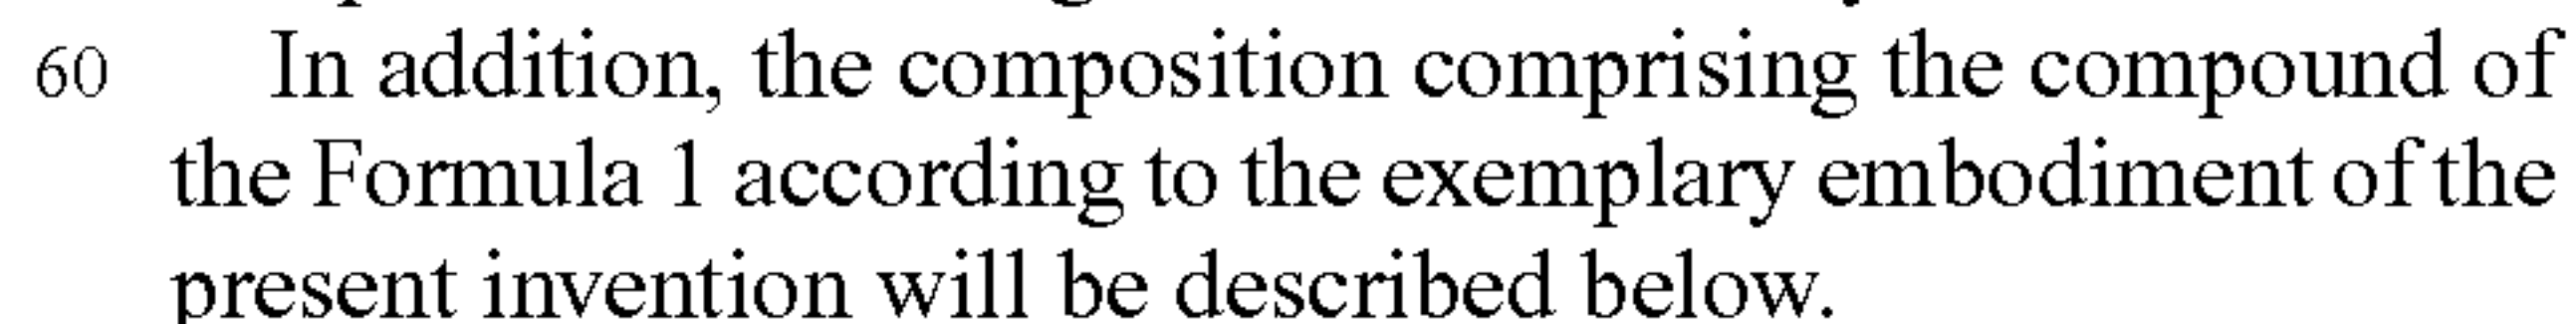 60 In addition, the composition comprising the compound of
the Formula 1 according to the exemplary embodiment of the
present invention will be described below.